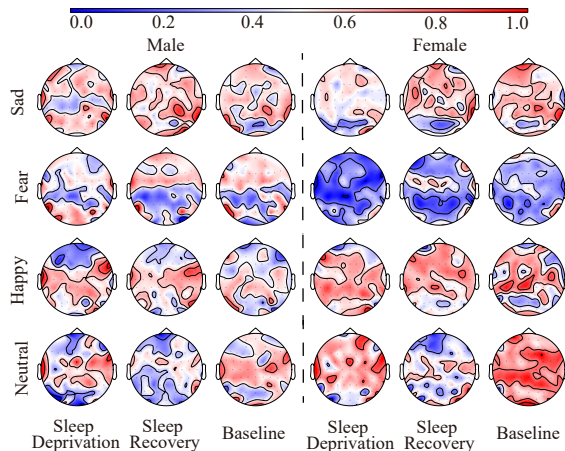 0.0 0.2 0.4 0.6 0.8 1.0
Male Female
Sad
Fear
Happy
Neutral
Sleep Deprivation
Sleep Recovery
Baseline
Sleep Deprivation
Sleep Recovery
Baseline